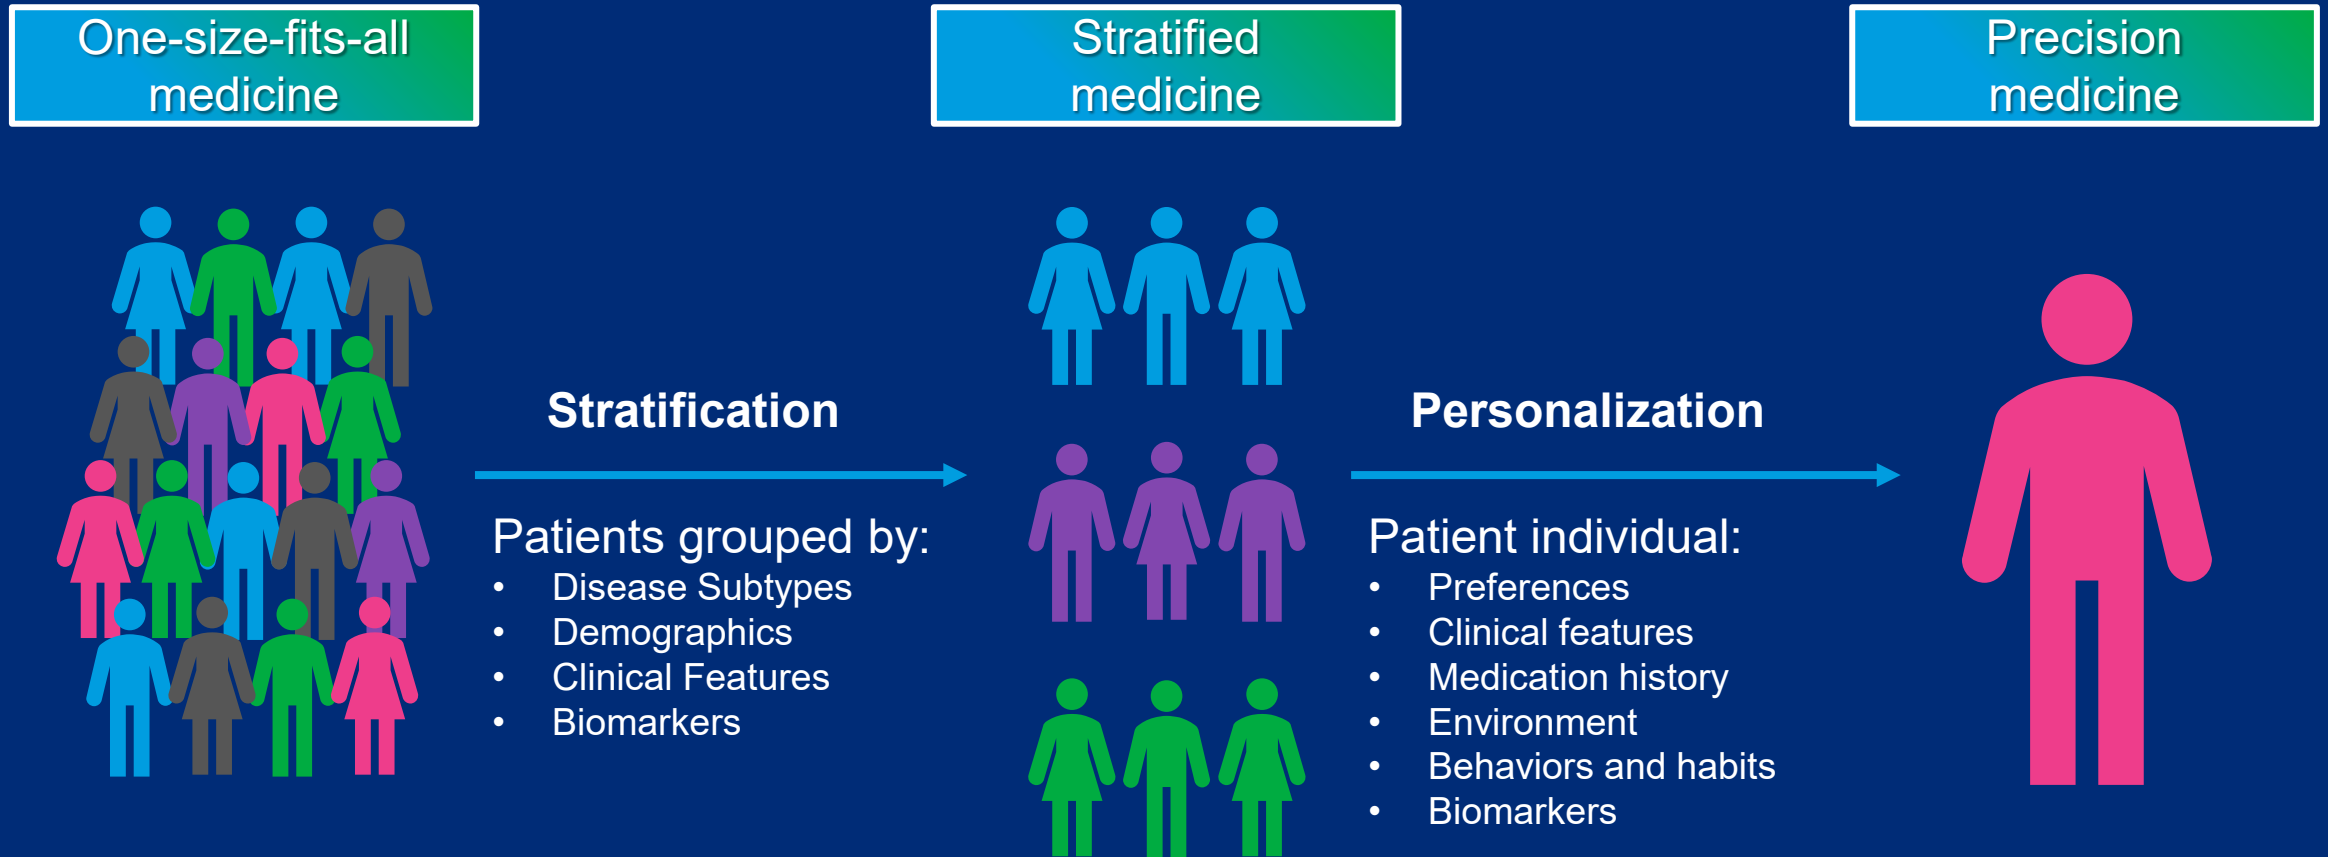 One-size-fits-all
medicine
Stratified
medicine
Precision
medicine
Stratification
Patients grouped by:
• Disease Subtypes
• Demographics
• Clinical Features
• Biomarkers
Personalization
Patient individual:
• Preferences
• Clinical features
• Medication history
• Environment
• Behaviors and habits
• Biomarkers